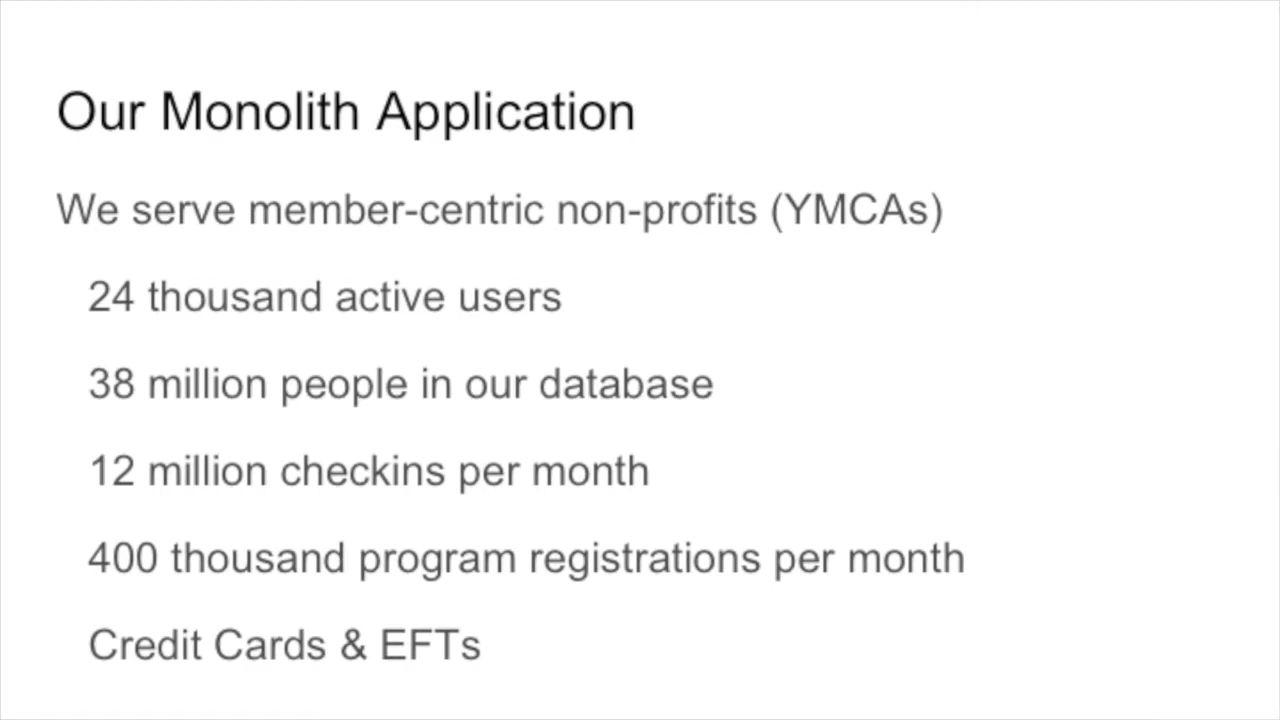 Our Monolith Application
We serve member-centric non-profits (YMCAs)
24 thousand active users
38 million people in our database
12 million checkins per month
400 thousand program registrations per month
Credit Cards & EFTs